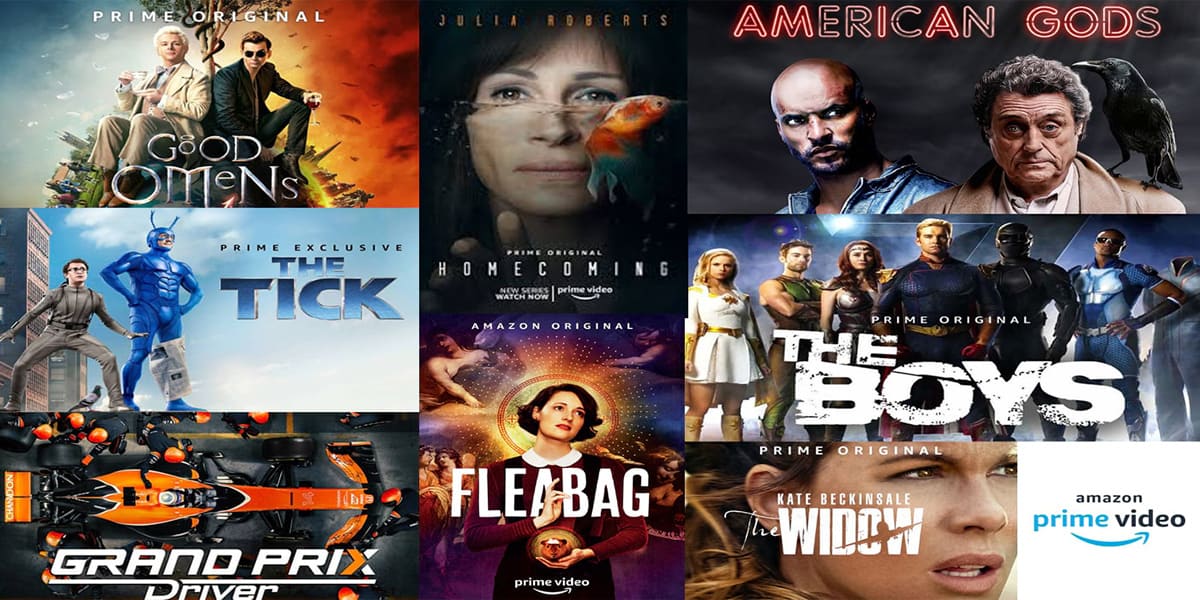 PRIME ORIGINAL
GOOD
OMENS
JULIA ROBERTS
PRIME ORIGINAL
HOMECOMING
NEW SERIES
WATCH NOW
prime video
AMERICAN GODS
PRIME EXCLUSIVE
THE
TICK
PRIME ORIGINAL
THE
BOYS
AMAZON ORIGINAL
FLEABAG
prime video
CHANDON
GRAND PRIX
Driver
PRIME ORIGINAL
KATE BECKINSALE
The WIDOW
amazon
prime video